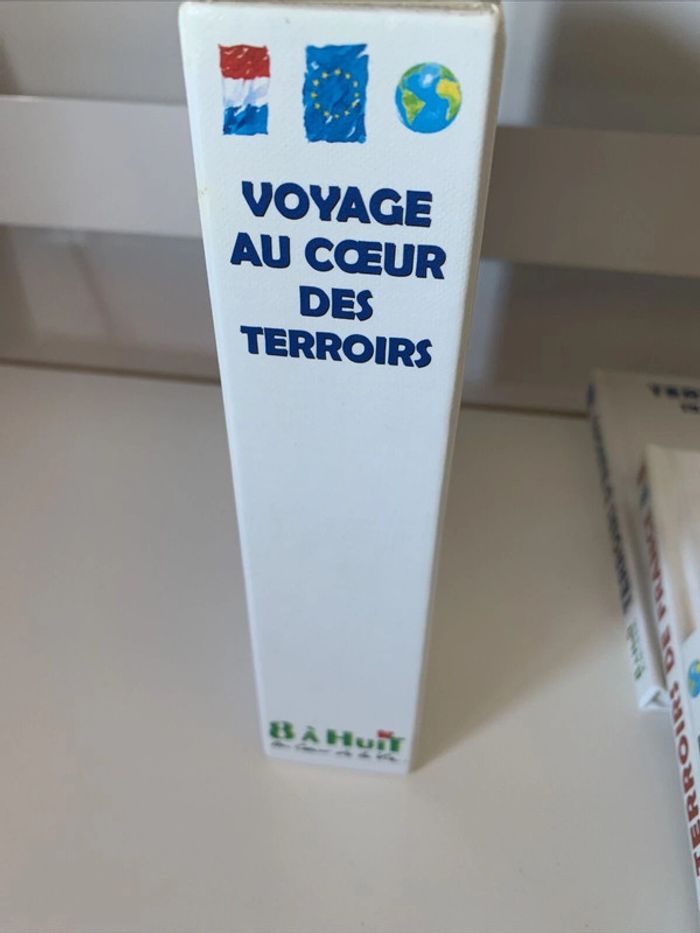 VOYAGE
AU CŒUR
DES
TERROIRS
8 À HUIT
TERROIRS DE FRANCE